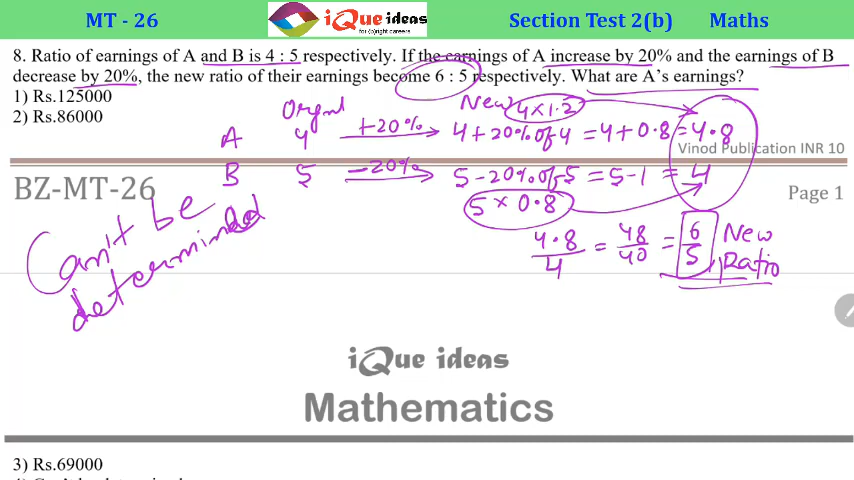 MT - 26 iQue ideas Section Test 2(b) Maths
for (b)right careers
8. Ratio of earnings of A and B is 4 : 5 respectively. If the earnings of A increase by 20% and the earnings of B
decrease by 20%, the new ratio of their earnings become 6 : 5 respectively. What are A's earnings?
1) Rs.125000
2) Rs.86000
New 4 × 1.2
A 4 +20% 4 + 20% of 4 = 4 + 0.8 = 4.8
Vinod Publication INR 10
B 5 -20% 5 - 20% of 5 = 5 - 1 = 4
BZ-MT-26 Page 1
5 × 0.8
4.8/4 = 48/40 = 6/5 New
Ratio
Can't be
iQue ideas
Mathematics
3) Rs.69000